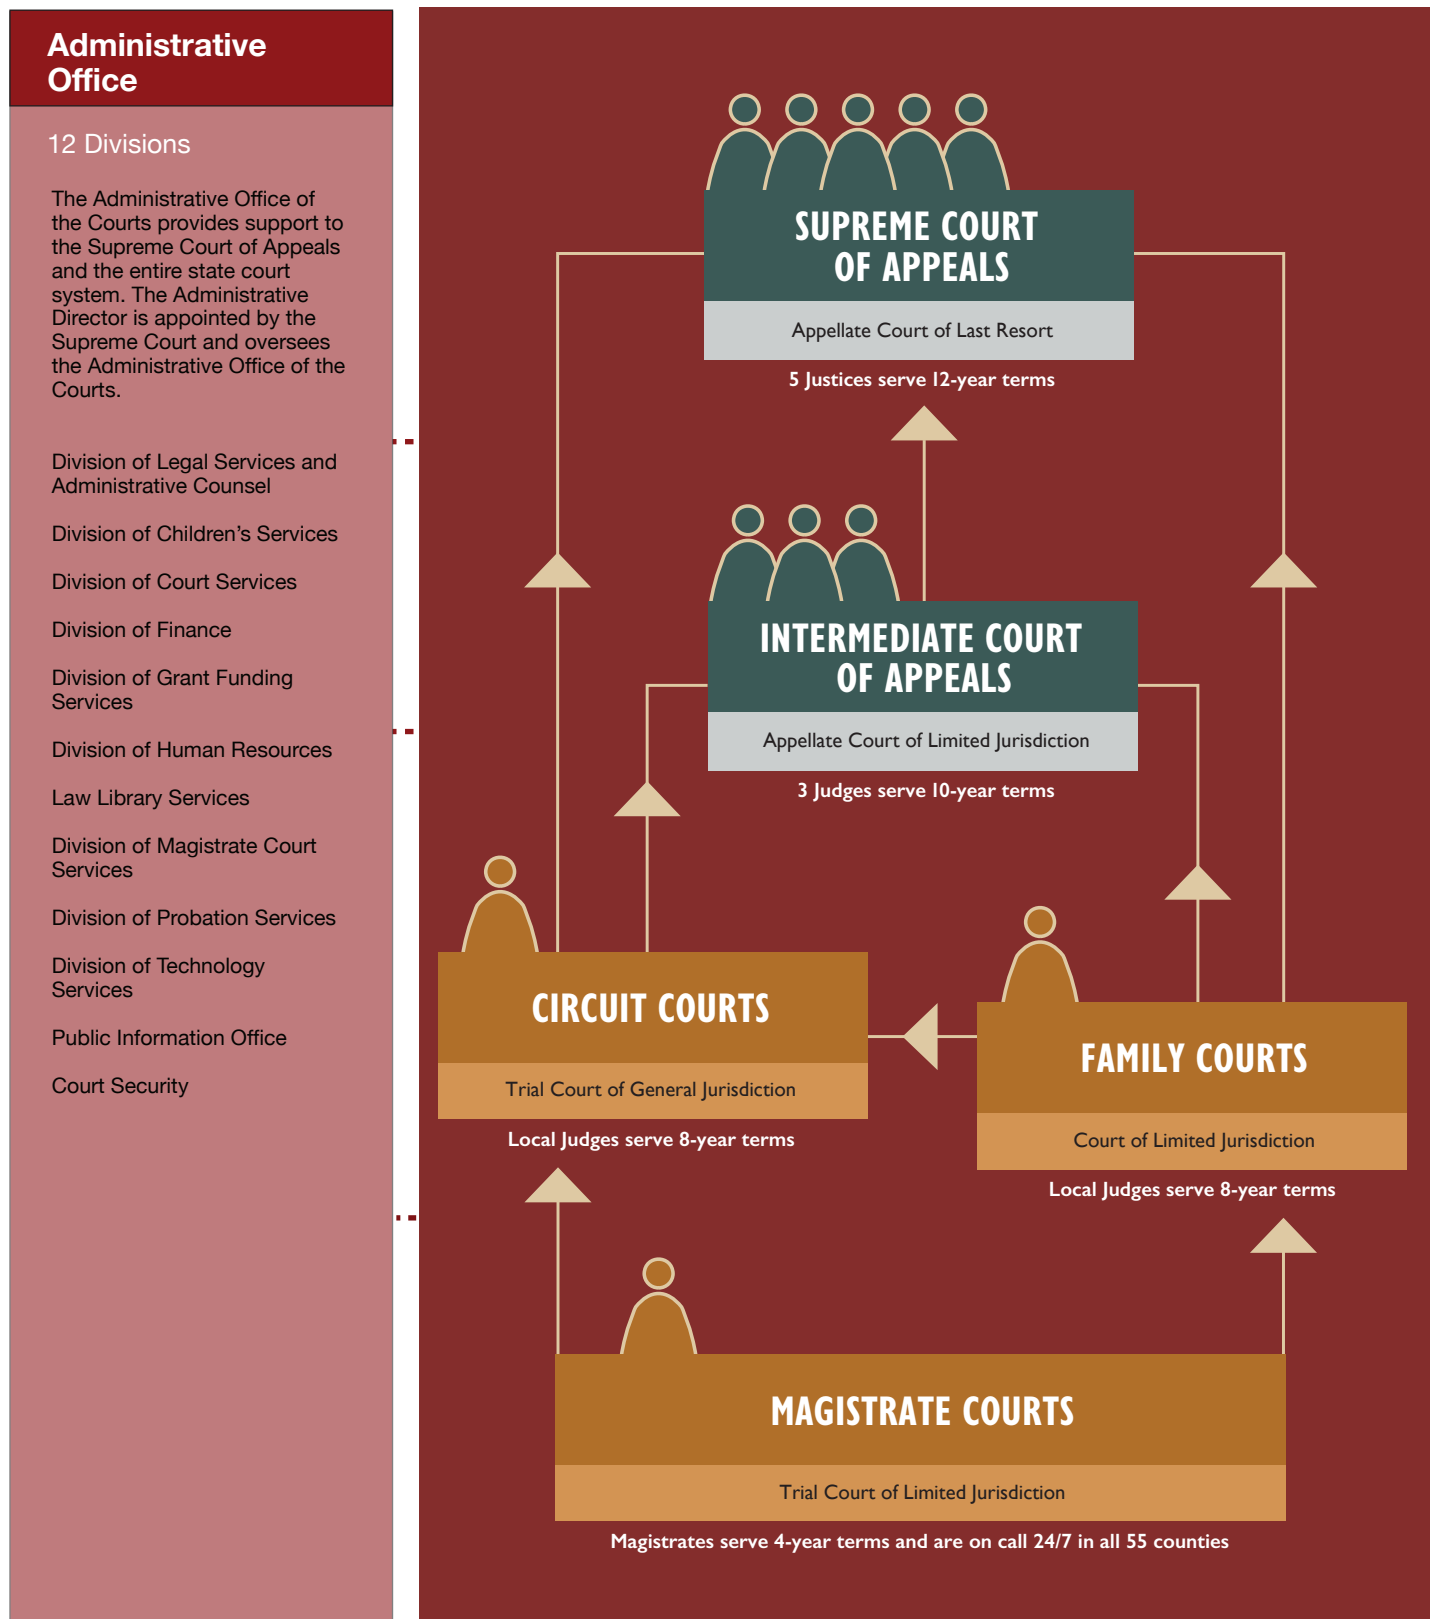 Administrative
Office
12 Divisions
The Administrative Office of
the Courts provides support to
the Supreme Court of Appeals
and the entire state court
system. The Administrative
Director is appointed by the
Supreme Court and oversees
the Administrative Office of the
Courts.
Division of Legal Services and
Administrative Counsel
Division of Children's Services
Division of Court Services
Division of Finance
Division of Grant Funding
Services
Division of Human Resources
Law Library Services
Division of Magistrate Court
Services
Division of Probation Services
Division of Technology
Services
Public Information Office
Court Security
SUPREME COURT
OF APPEALS
Appellate Court of Last Resort
5 Justices serve 12-year terms
INTERMEDIATE COURT
OF APPEALS
Appellate Court of Limited Jurisdiction
3 Judges serve 10-year terms
CIRCUIT COURTS
Trial Court of General Jurisdiction
Local Judges serve 8-year terms
FAMILY COURTS
Court of Limited Jurisdiction
Local Judges serve 8-year terms
MAGISTRATE COURTS
Trial Court of Limited Jurisdiction
Magistrates serve 4-year terms and are on call 24/7 in all 55 counties